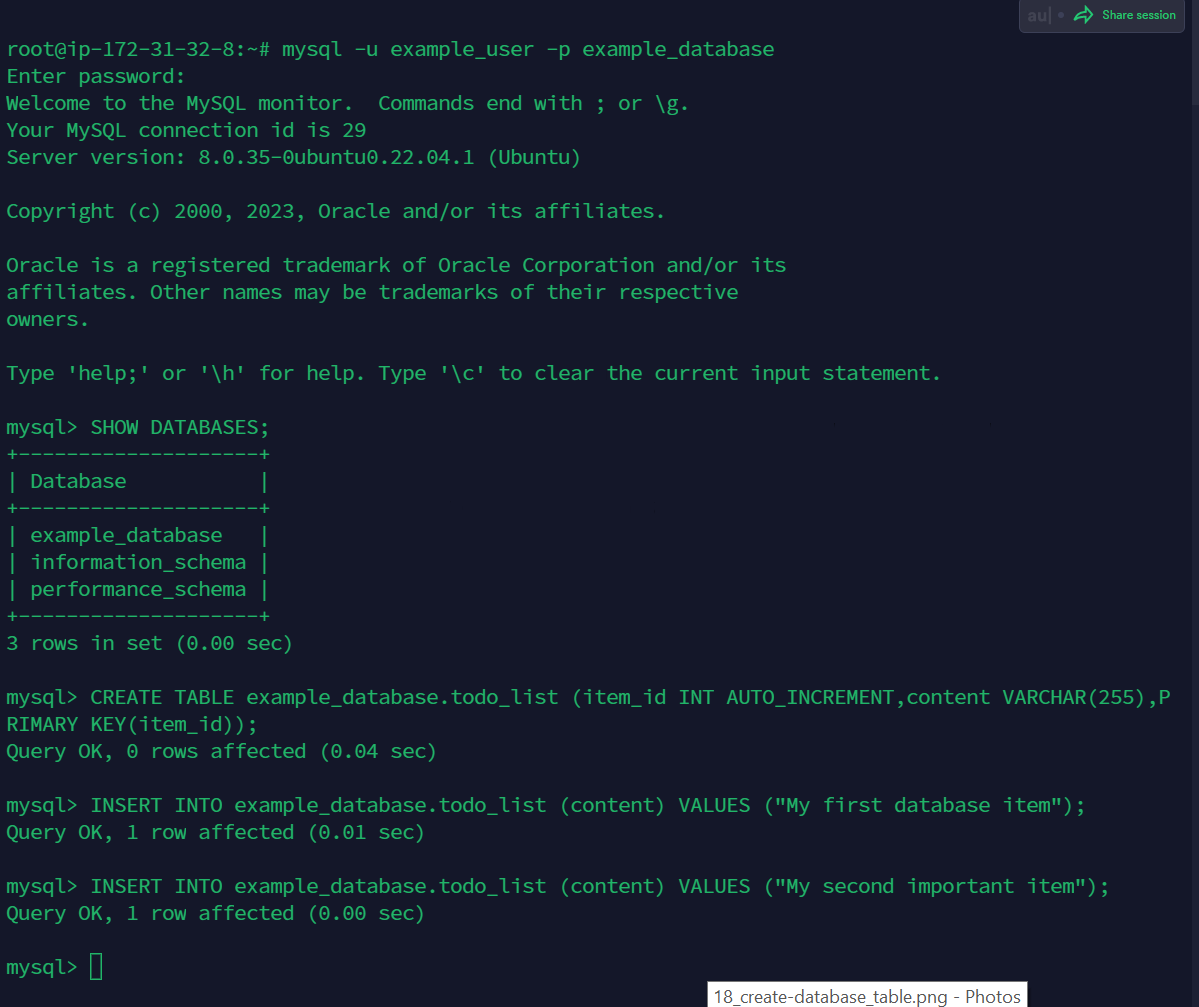 au| • Share session
root@ip-172-31-32-8:~# mysql -u example_user -p example_database
Enter password:
Welcome to the MySQL monitor.  Commands end with ; or \g.
Your MySQL connection id is 29
Server version: 8.0.35-0ubuntu0.22.04.1 (Ubuntu)
Copyright (c) 2000, 2023, Oracle and/or its affiliates.
Oracle is a registered trademark of Oracle Corporation and/or its
affiliates. Other names may be trademarks of their respective
owners.
Type 'help;' or '\h' for help. Type '\c' to clear the current input statement.
mysql> SHOW DATABASES;
+--------------------+
| Database           |
+--------------------+
| example_database   |
| information_schema |
| performance_schema |
+--------------------+
3 rows in set (0.00 sec)
mysql> CREATE TABLE example_database.todo_list (item_id INT AUTO_INCREMENT,content VARCHAR(255),P
RIMARY KEY(item_id));
Query OK, 0 rows affected (0.04 sec)
mysql> INSERT INTO example_database.todo_list (content) VALUES ("My first database item");
Query OK, 1 row affected (0.01 sec)
mysql> INSERT INTO example_database.todo_list (content) VALUES ("My second important item");
Query OK, 1 row affected (0.00 sec)
mysql>
18_create-database_table.png - Photos